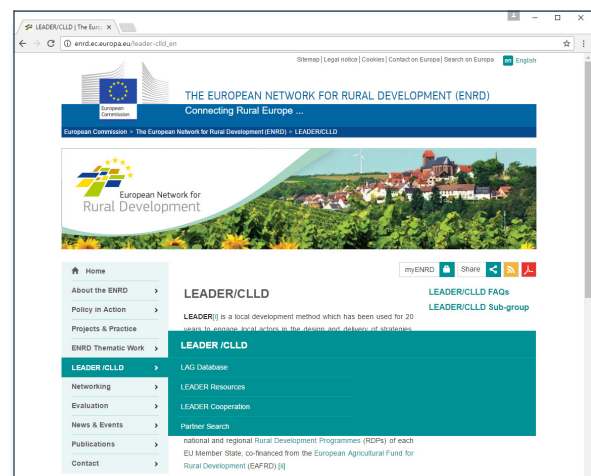 LEADER/CLLD | The Euro
enrd.ec.europa.eu/leader-clld_en
Sitemap | Legal notice | Cookies | Contact on Europa | Search on Europa en English
European
Commission
THE EUROPEAN NETWORK FOR RURAL DEVELOPMENT (ENRD)
Connecting Rural Europe ...
European Commission > The European Network for Rural Development (ENRD) > LEADER/CLLD
European Network for
Rural Development
myENRD Share
Home
About the ENRD
Policy in Action
Projects & Practice
ENRD Thematic Work
LEADER /CLLD
Networking
Evaluation
News & Events
Publications
Contact
LEADER/CLLD
LEADER[i] is a local development method which has been used for 20
years to engage local actors in the design and delivery of strategies,
LEADER /CLLD
LAG Database
LEADER Resources
LEADER Cooperation
Partner Search
national and regional Rural Development Programmes (RDPs) of each
EU Member State, co-financed from the European Agricultural Fund for
Rural Development (EAFRD).[ii]
LEADER/CLLD FAQs
LEADER/CLLD Sub-group